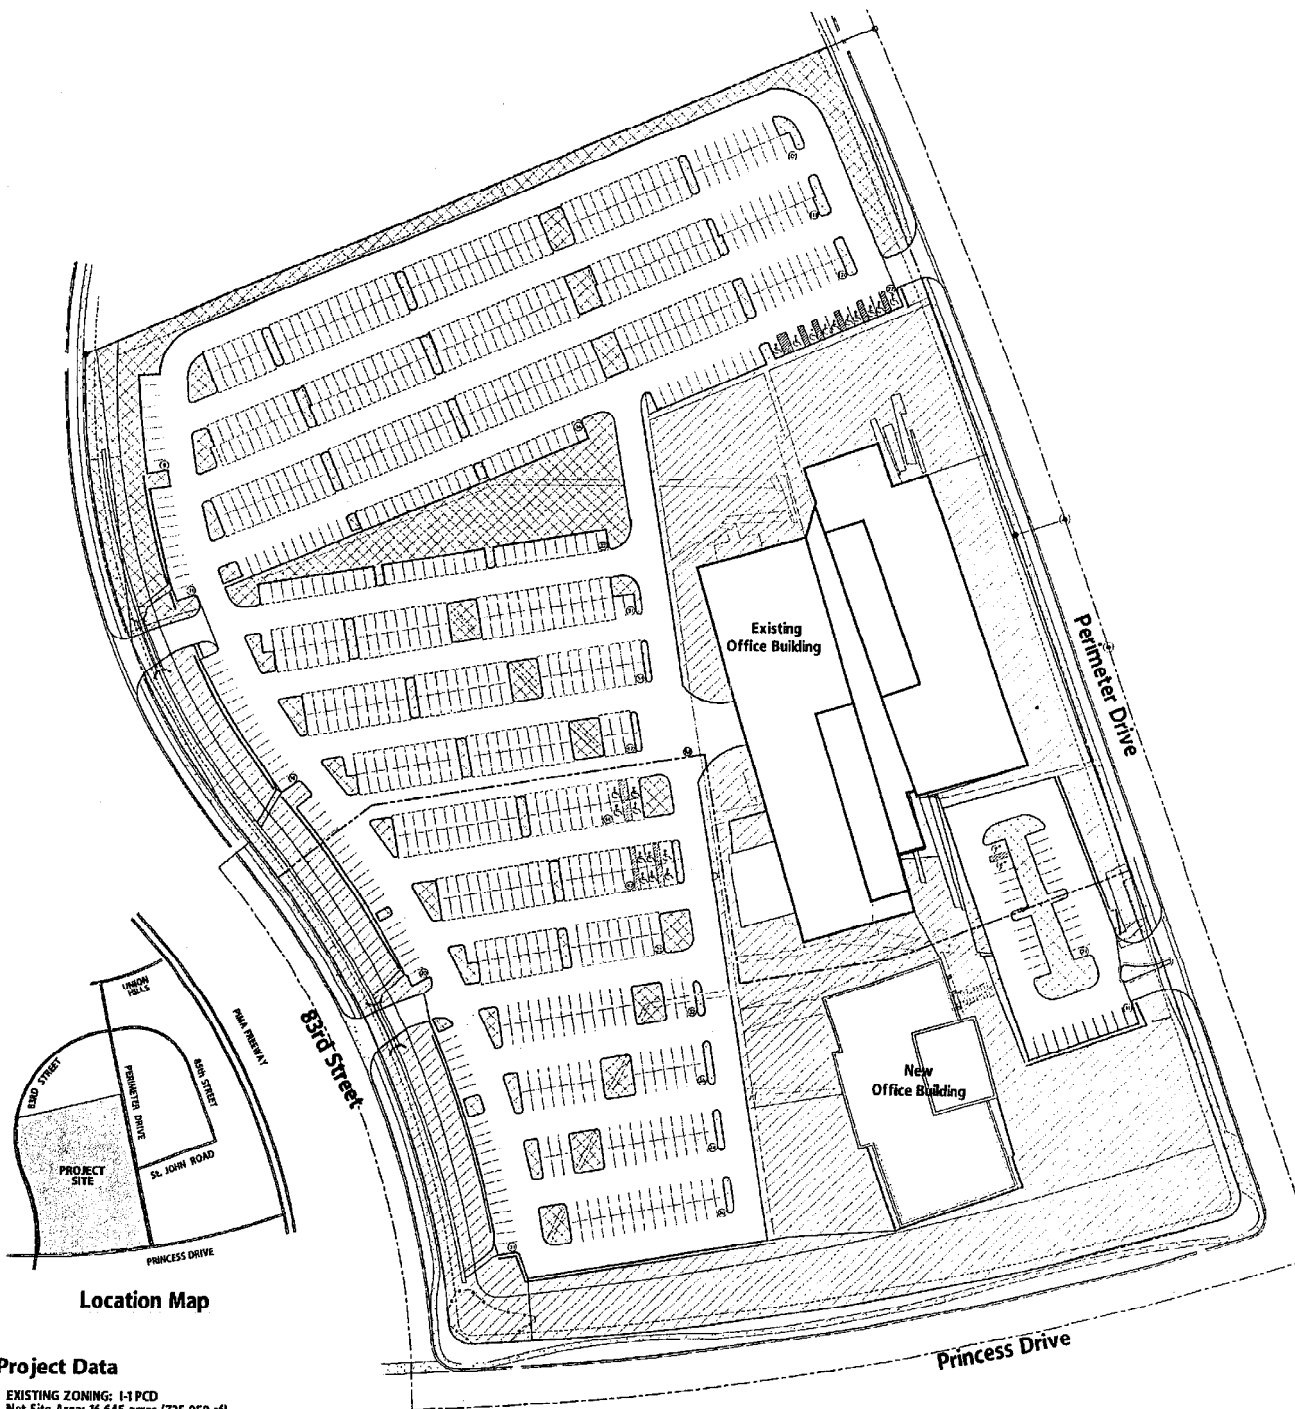 Existing
Office Building
Perimeter Drive
New
Office Building
83rd Street
Princess Drive
UNION
HILLS
PIMA FREEWAY
83RD STREET
PERIMETER DRIVE
85th STREET
PROJECT
SITE
St. JOHN ROAD
PRINCESS DRIVE
Location Map
Project Data
EXISTING ZONING: I-1 PCD